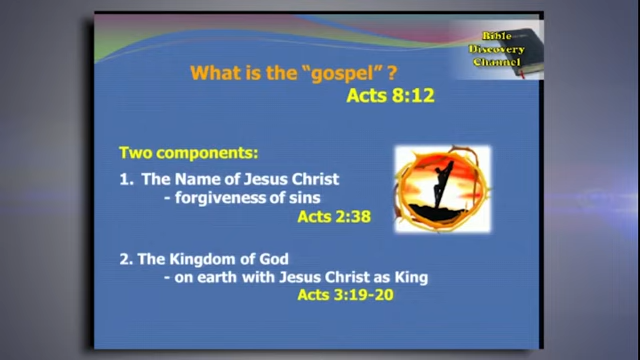 Bible
Discovery
Channel
What is the “gospel” ?
Acts 8:12
Two components:
1. The Name of Jesus Christ
- forgiveness of sins
Acts 2:38
2. The Kingdom of God
- on earth with Jesus Christ as King
Acts 3:19-20